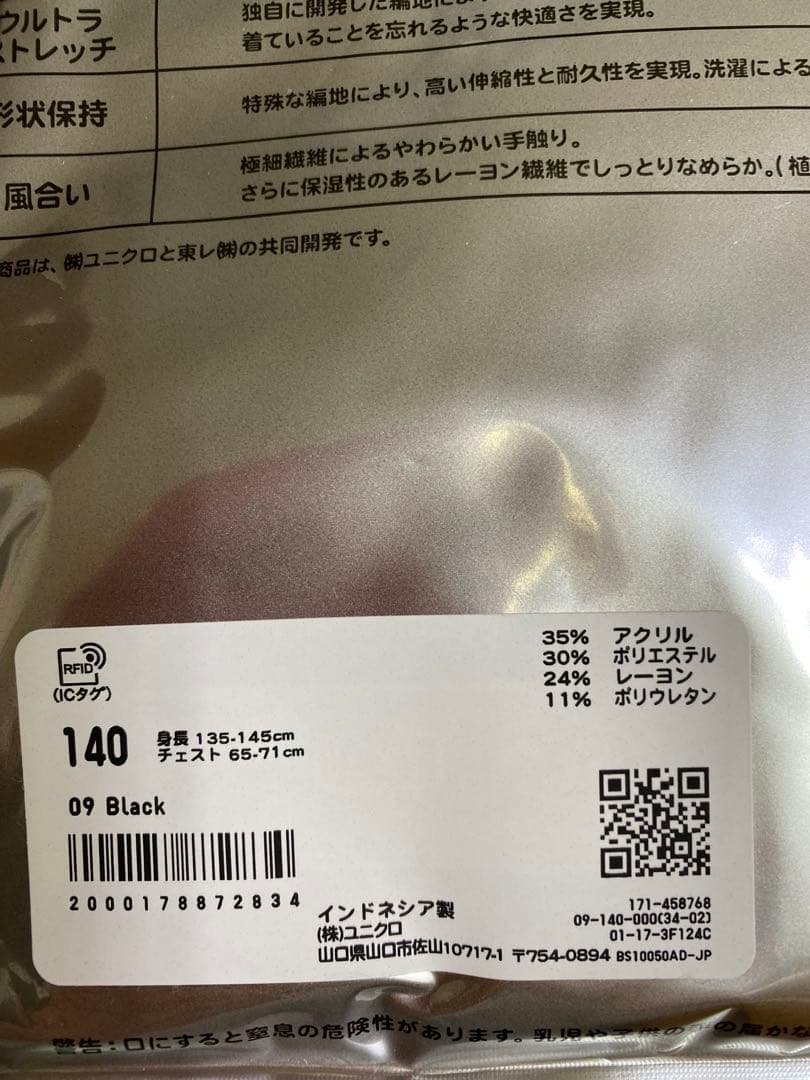 ウルトラ
ストレッチ
独自に開発した編地によ
着ていることを忘れるような快適さを実現。
形状保持
特殊な編地により、高い伸縮性と耐久性を実現。洗濯による
風合い
極細繊維によるやわらかい手触り。
さらに保湿性のあるレーヨン繊維でしっとりなめらか。(植
商品は、㈱ユニクロと東レ㈱の共同開発です。
RFID
(ICタグ)
35% アクリル
30% ポリエステル
24% レーヨン
11% ポリウレタン
140
身長 135-145cm
チェスト 65-71cm
09 Black
2000178872834
インドネシア製
(株)ユニクロ
山口県山口市佐山10717-1 〒754-0894
171-458768
09-140-000(34-02)
01-17-3F124C
BS10050AD-JP
警告:口にすると窒息の危険性があります。乳児や子供の手の届かな